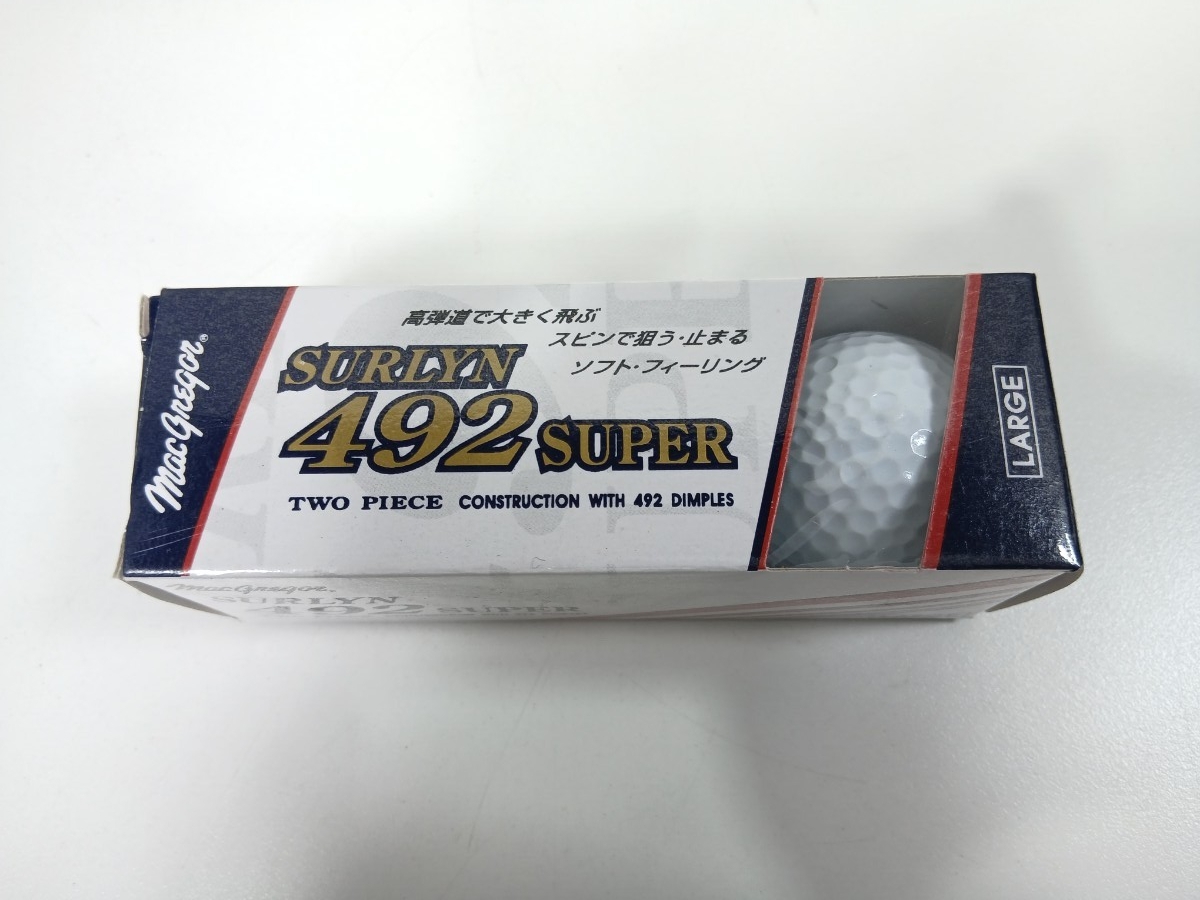 MacGregor®
高弾道で大きく飛ぶ
スピンで狙う・止まる
ソフト・フィーリング
SURLYN
492 SUPER
TWO PIECE CONSTRUCTION WITH 492 DIMPLES
LARGE
MacGregor®
SURLYN
492 SUPER